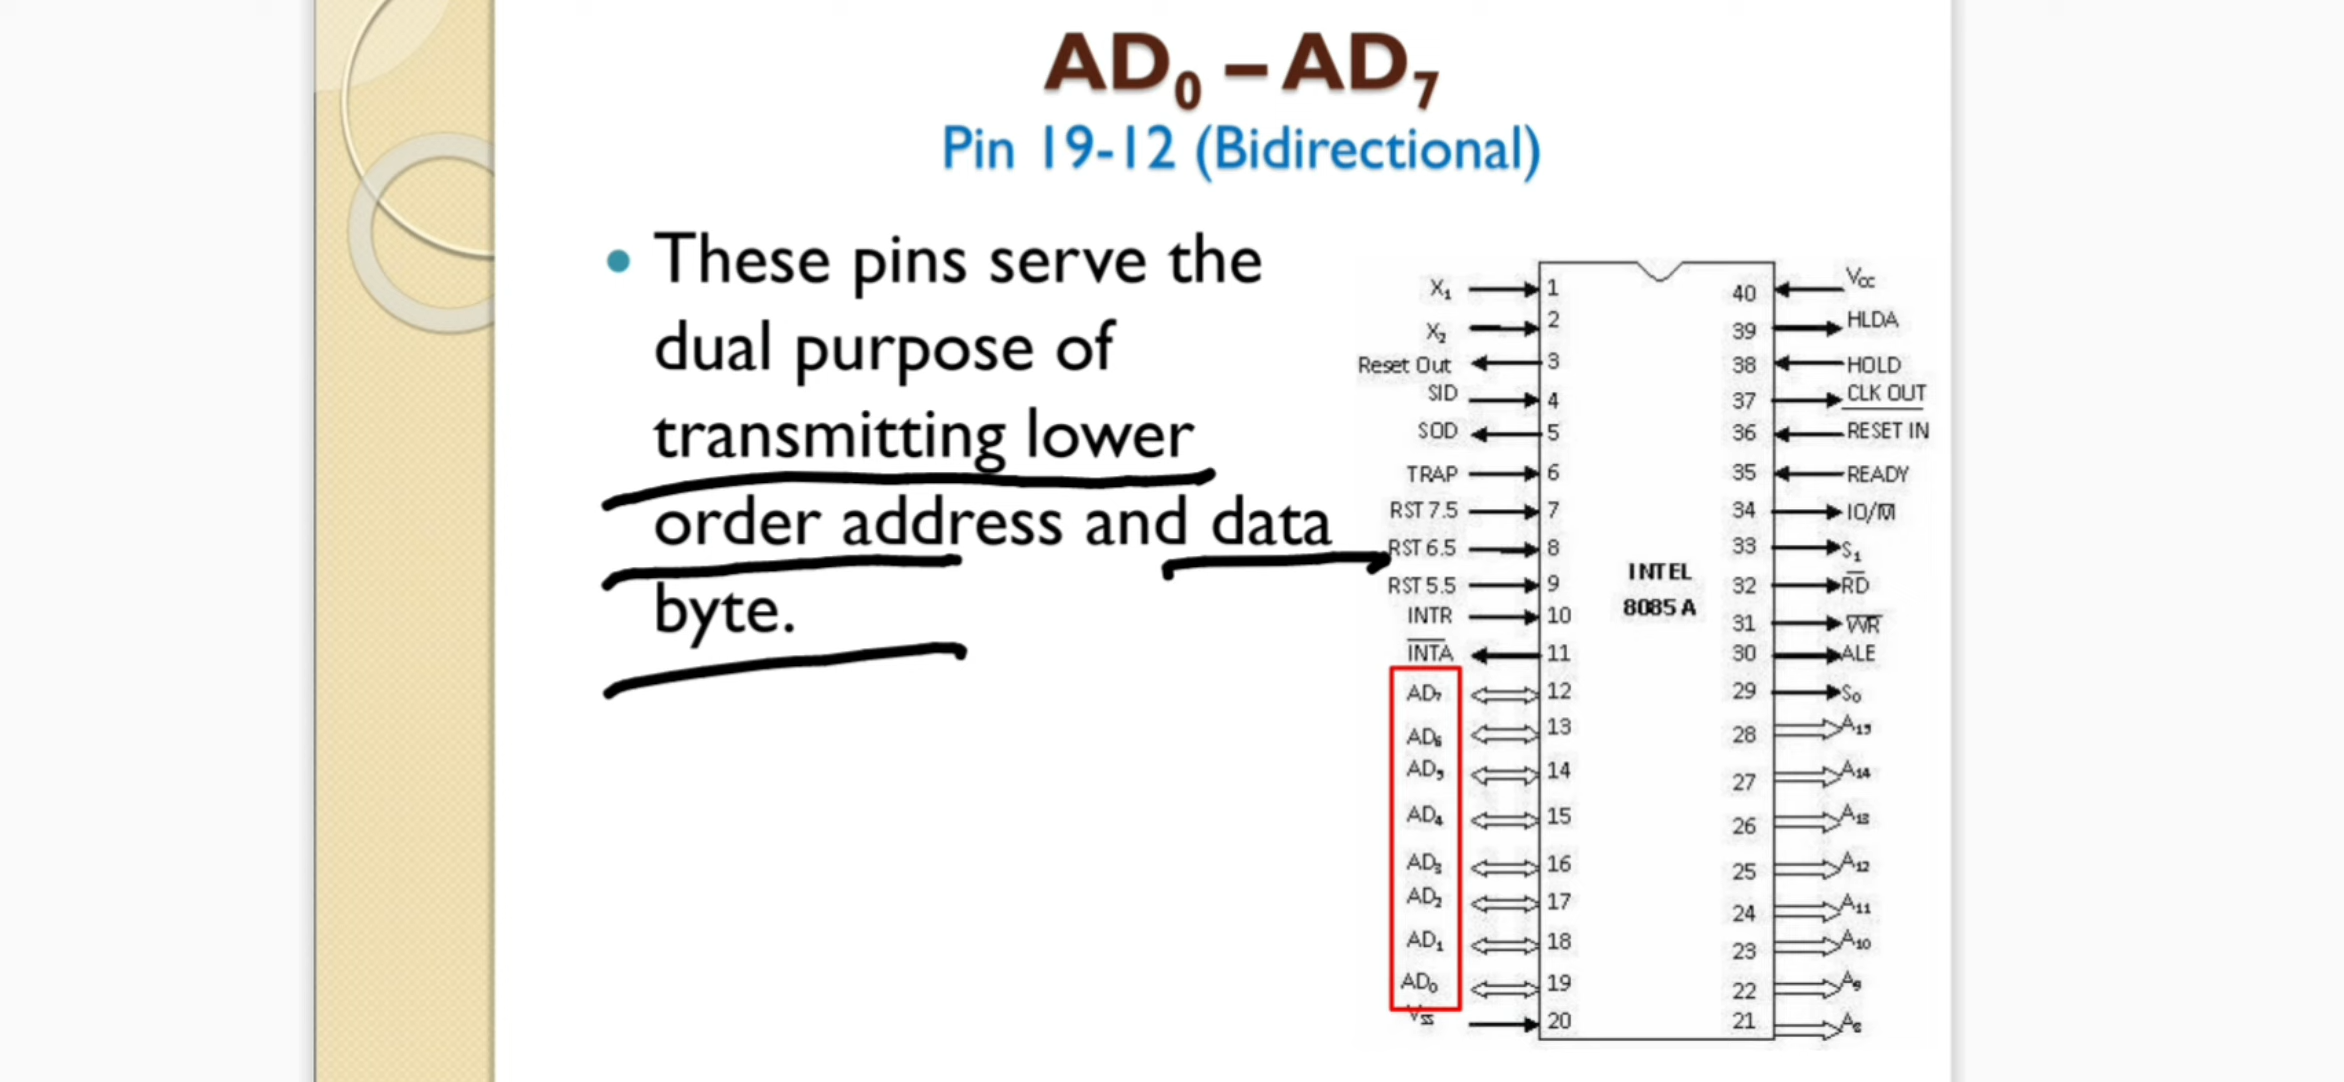 AD0 – AD7
Pin 19-12 (Bidirectional)
• These pins serve the
dual purpose of
transmitting lower
order address and data
byte.
X1 1 40 Vcc
X2 2 39 HLDA
Reset Out 3 38 HOLD
SID 4 37 CLK OUT
SOD 5 36 RESET IN
TRAP 6 35 READY
RST 7.5 7 34 IO/M
RST 6.5 8 33 S1
RST 5.5 9 32 RD
INTR 10 31 WR
INTA 11 30 ALE
AD7 12 29 S0
AD6 13 28 A15
AD5 14 27 A14
AD4 15 26 A13
AD3 16 25 A12
AD2 17 24 A11
AD1 18 23 A10
AD0 19 22 A9
Vss 20 21 A8
INTEL
8085 A